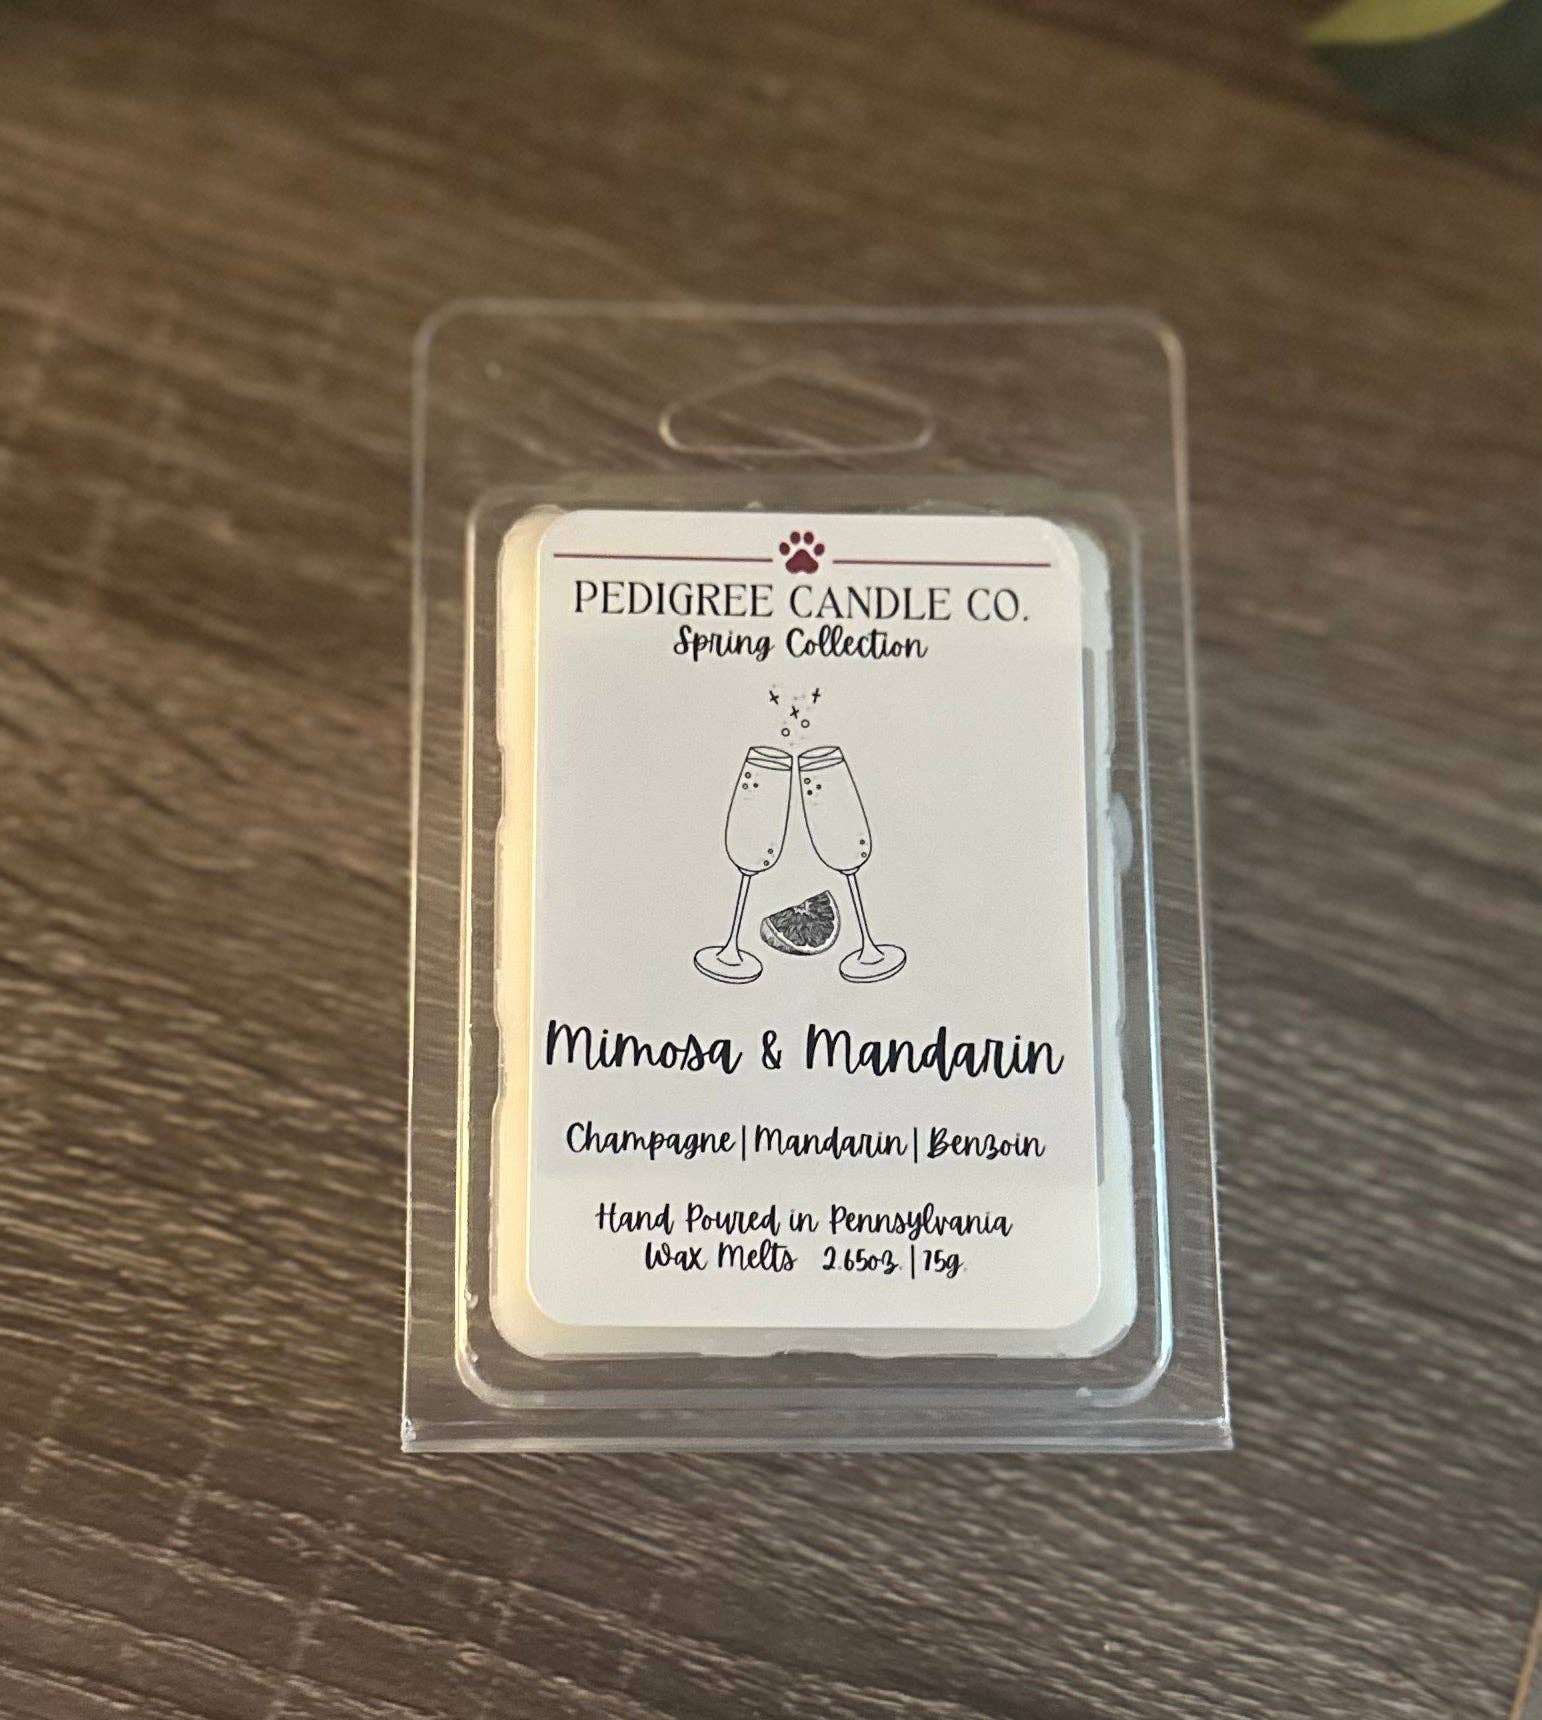 PEDIGREE CANDLE CO.
Spring Collection
Mimosa & Mandarin
Champagne|Mandarin|Benzoin
Hand Poured in Pennsylvania
Wax Melts 2.65oz. | 75g.